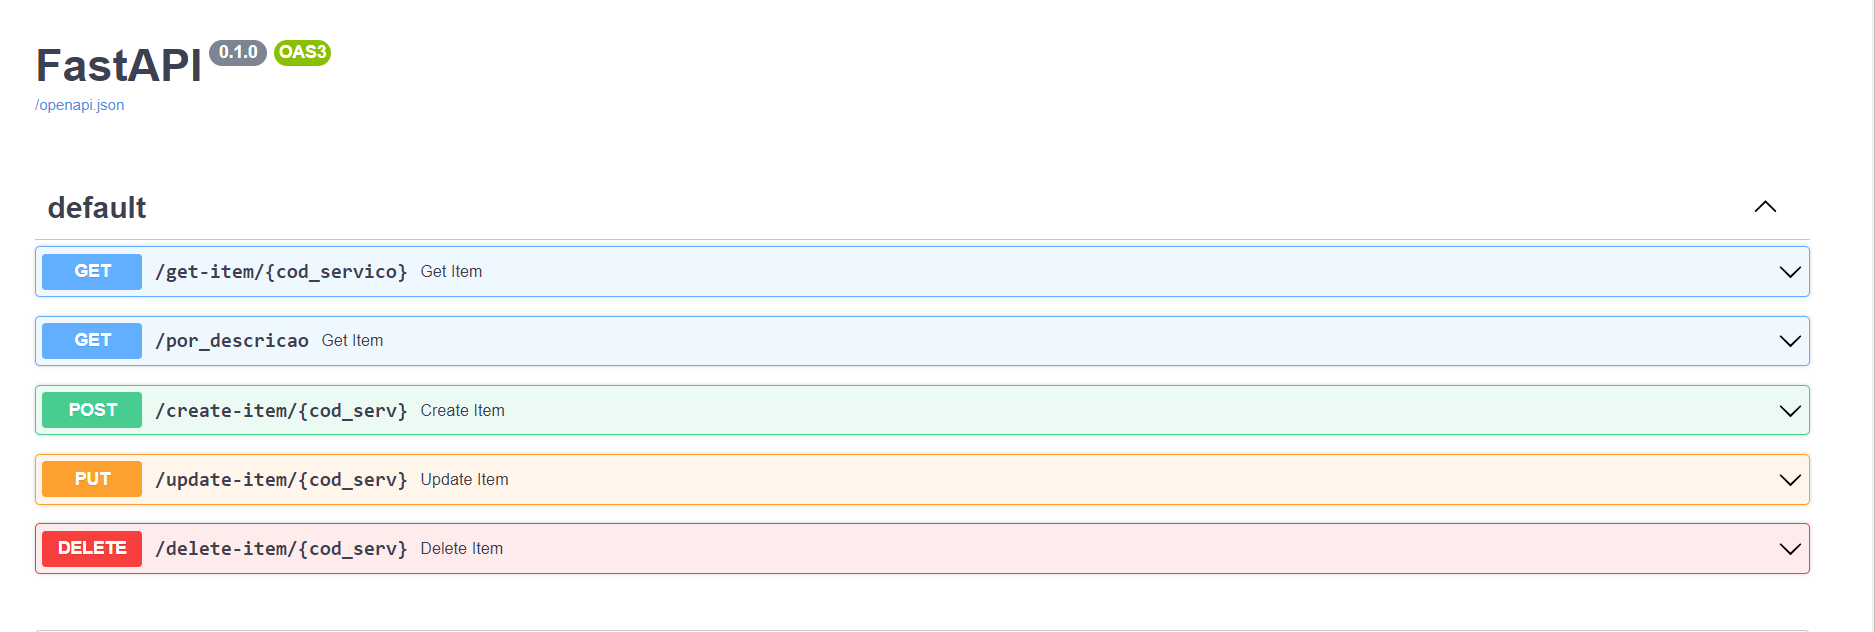 FastAPI 0.1.0 OAS3
/openapi.json
default
GET /get-item/{cod_servico} Get Item
GET /por_descricao Get Item
POST /create-item/{cod_serv} Create Item
PUT /update-item/{cod_serv} Update Item
DELETE /delete-item/{cod_serv} Delete Item